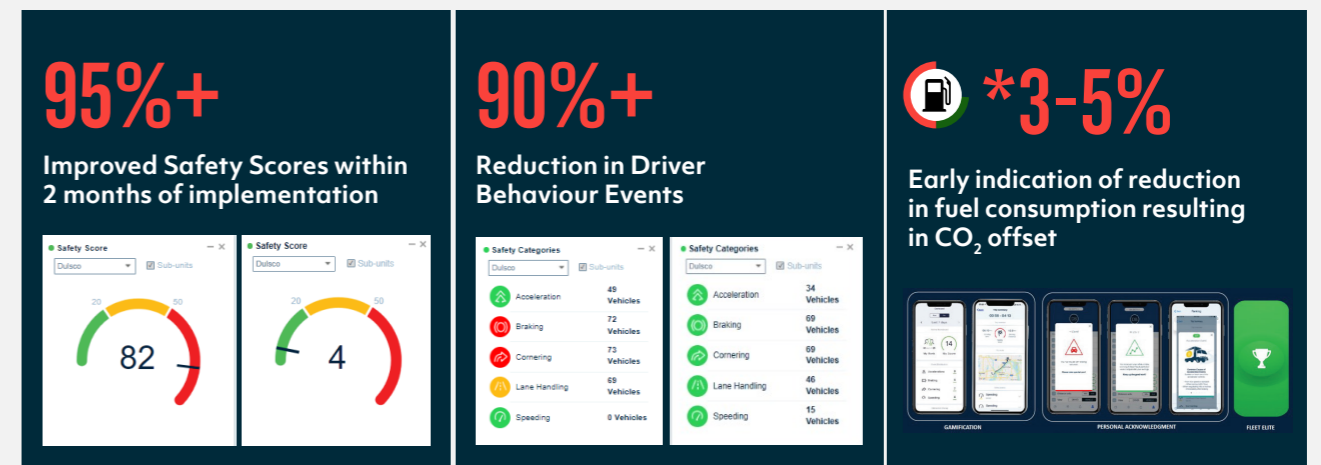 95%+
Improved Safety Scores within
2 months of implementation
Safety Score
Dulsco
Sub-units
20
50
82
Safety Score
Dulsco
Sub-units
20
50
4
90%+
Reduction in Driver
Behaviour Events
Safety Categories
Dulsco
Sub-units
Acceleration
49
Vehicles
Braking
72
Vehicles
Cornering
73
Vehicles
Lane Handling
69
Vehicles
Speeding
0 Vehicles
Safety Categories
Dulsco
Sub-units
Acceleration
34
Vehicles
Braking
69
Vehicles
Cornering
69
Vehicles
Lane Handling
46
Vehicles
Speeding
15
Vehicles
*3-5%
Early indication of reduction
in fuel consumption resulting
in CO₂ offset
14
GAMIFICATION
PERSONAL ACKNOWLEDGMENT
FLEET ELITE